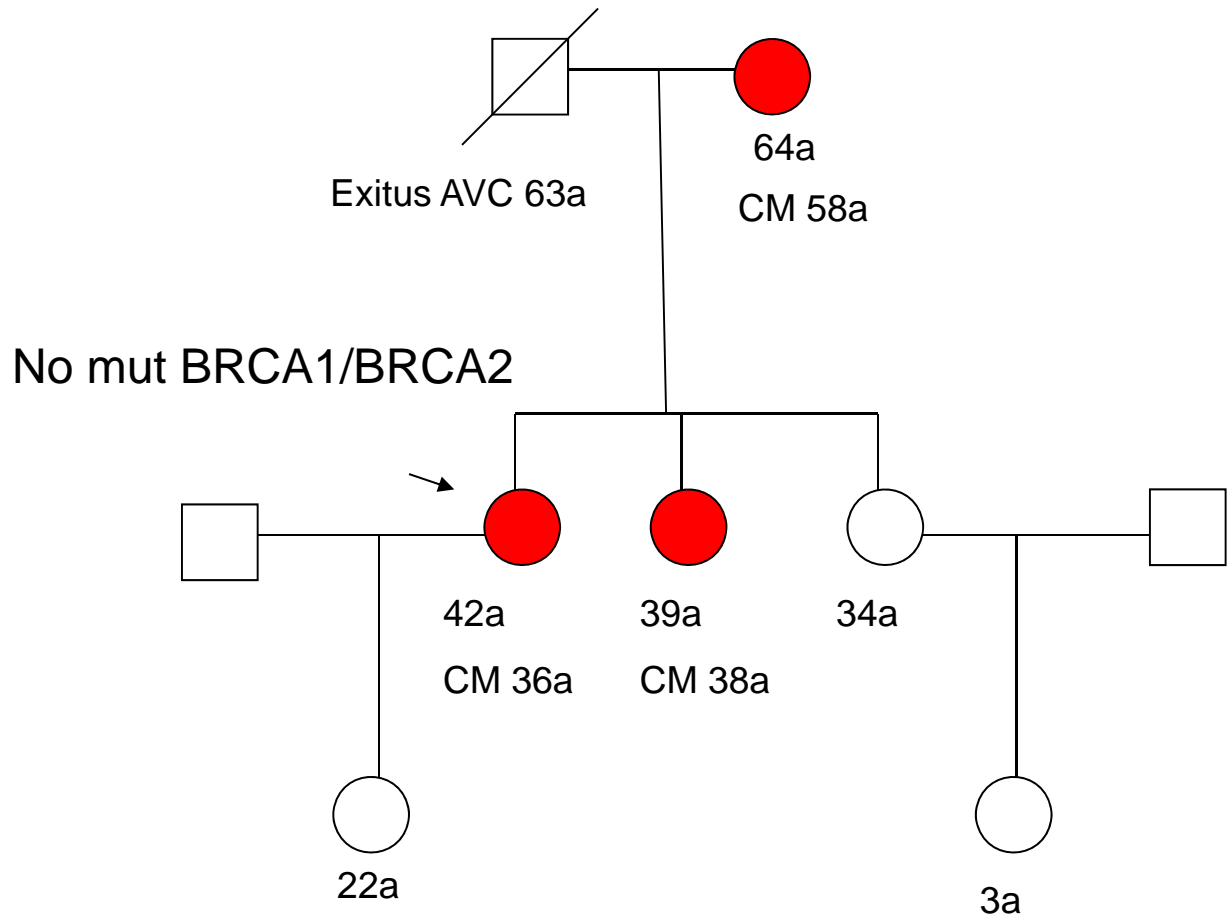 64a
Exitus AVC 63a
CM 58a
No mut BRCA1/BRCA2
42a
39a
34a
CM 36a
CM 38a
22a
3a